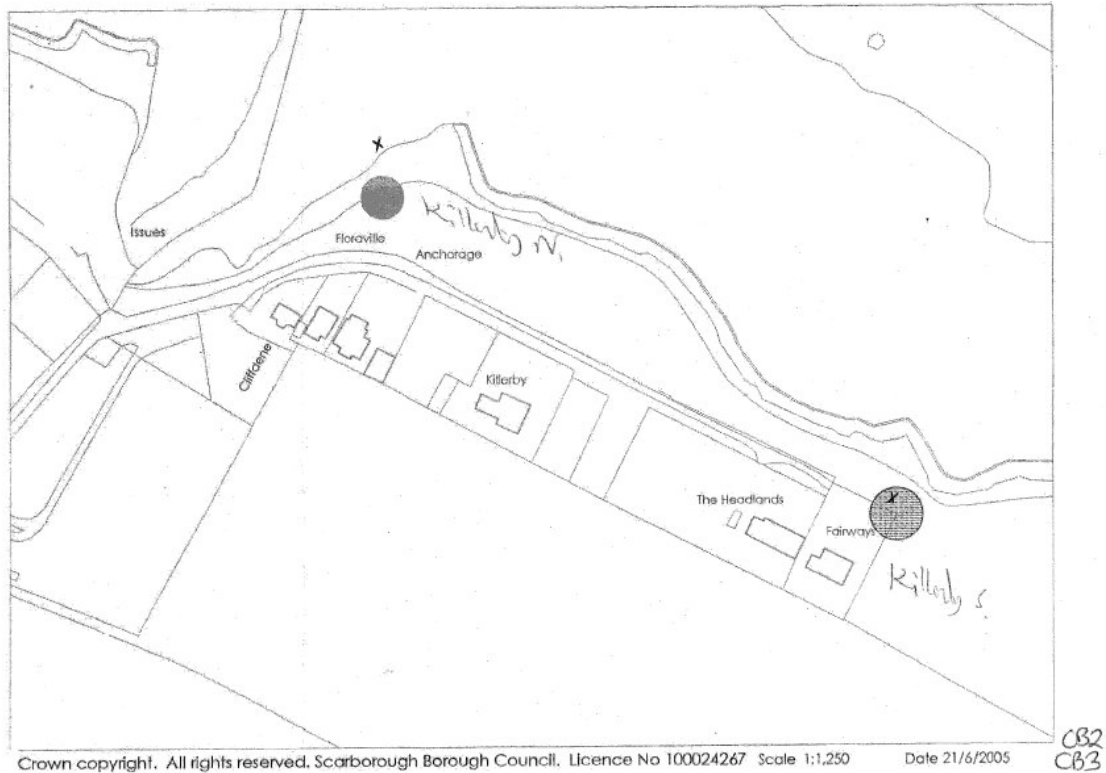 x
Issues
Killerby N.
Floraville
Anchorage
Cliffdene
Killerby
The Headlands
x
Fairways
Killerby S.
CB2
Crown copyright. All rights reserved. Scarborough Borough Council. Licence No 100024267 Scale 1:1,250 Date 21/6/2005
CB3